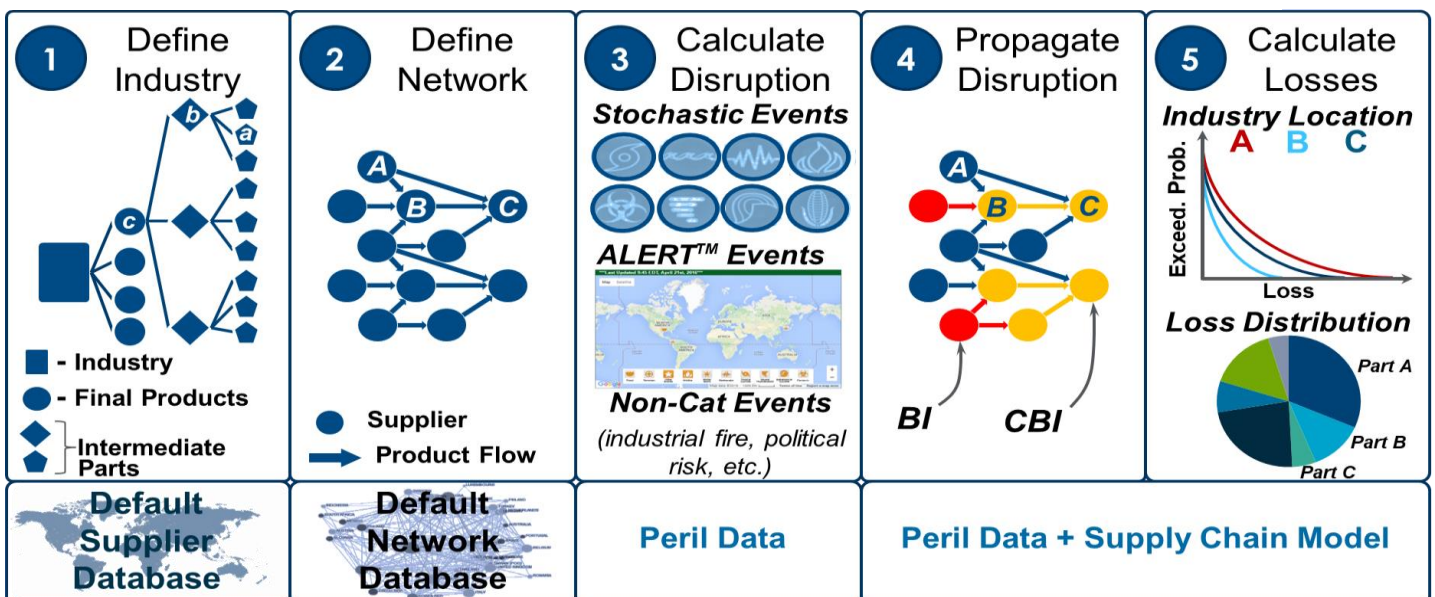 1
Define
Industry
b
a
c
- Industry
- Final Products
Intermediate
Parts
2
Define
Network
A
B
C
Supplier
Product Flow
3
Calculate
Disruption
Stochastic Events
ALERT™ Events
Non-Cat Events
(industrial fire, political
risk, etc.)
4
Propagate
Disruption
A
B
C
BI
CBI
5
Calculate
Losses
Industry Location
A B C
Exceed. Prob.
Loss
Loss Distribution
Part A
Part B
Part C
Default
Supplier
Database
Default
Network
Database
Peril Data
Peril Data + Supply Chain Model